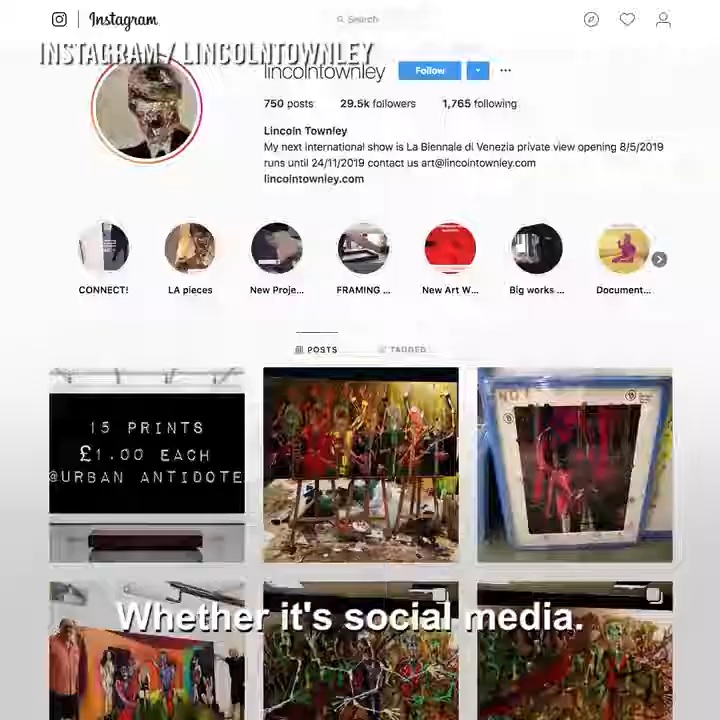 Instagram
Search
INSTAGRAM / LINCOLNTOWNLEY
lincolntownley
Follow
750 posts 29.5k followers 1,765 following
Lincoln Townley
My next international show is La Biennale di Venezia private view opening 8/5/2019
runs until 24/11/2019 contact us art@lincolntownley.com
lincolntownley.com
CONNECT! LA pieces New Proje... FRAMING ... New Art W... Big works ... Document...
POSTS TAGGED
15 PRINTS
£1.00 EACH
@URBAN ANTIDOTE
NO.1
Whether it's social media.